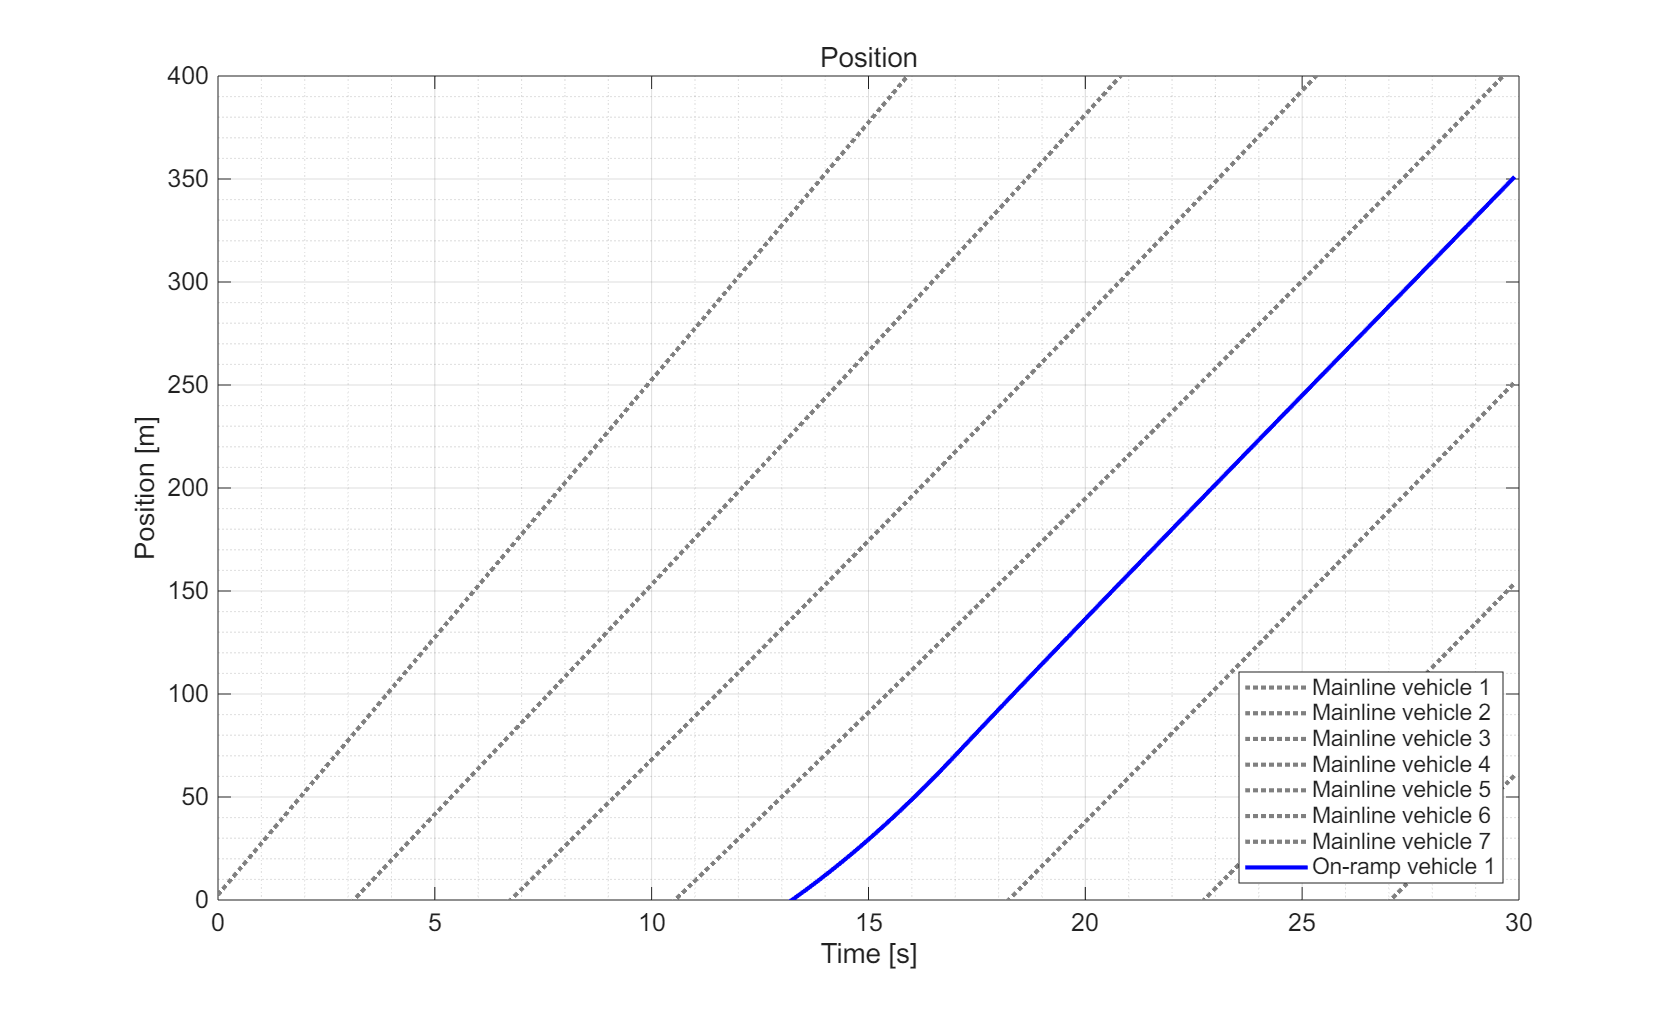 Position
400
350
300
250
200
150
100
50
0
Position [m]
0 5 10 15 20 25 30
Time [s]
Mainline vehicle 1
Mainline vehicle 2
Mainline vehicle 3
Mainline vehicle 4
Mainline vehicle 5
Mainline vehicle 6
Mainline vehicle 7
On-ramp vehicle 1